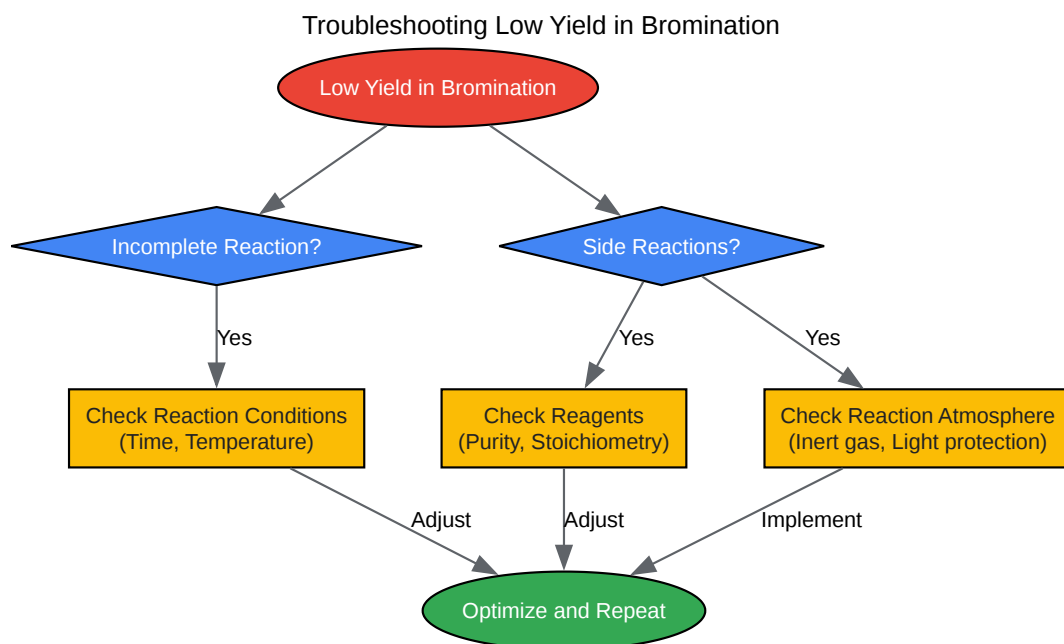 Troubleshooting Low Yield in Bromination
Low Yield in Bromination
Incomplete Reaction?
Side Reactions?
Yes
Yes
Yes
Check Reaction Conditions
(Time, Temperature)
Check Reagents
(Purity, Stoichiometry)
Check Reaction Atmosphere
(Inert gas, Light protection)
Adjust
Adjust
Implement
Optimize and Repeat